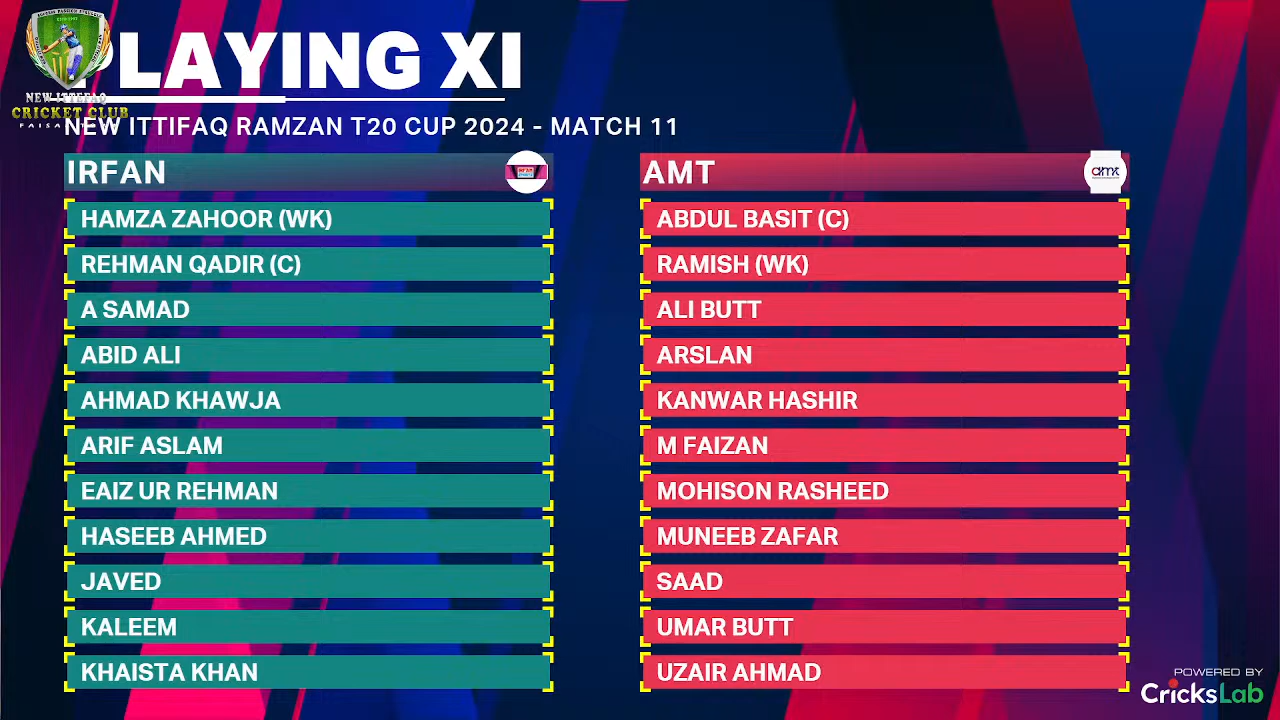 PLAYING XI
NEW ITTEFAQ
CRICKET CLUB
NEW ITTIFAQ RAMZAN T20 CUP 2024 - MATCH 11
IRFAN
HAMZA ZAHOOR (WK)
REHMAN QADIR (C)
A SAMAD
ABID ALI
AHMAD KHAWJA
ARIF ASLAM
EAIZ UR REHMAN
HASEEB AHMED
JAVED
KALEEM
KHAISTA KHAN
AMT
amt
ABDUL BASIT (C)
RAMISH (WK)
ALI BUTT
ARSLAN
KANWAR HASHIR
M FAIZAN
MOHISON RASHEED
MUNEEB ZAFAR
SAAD
UMAR BUTT
UZAIR AHMAD
POWERED BY
CricksLab